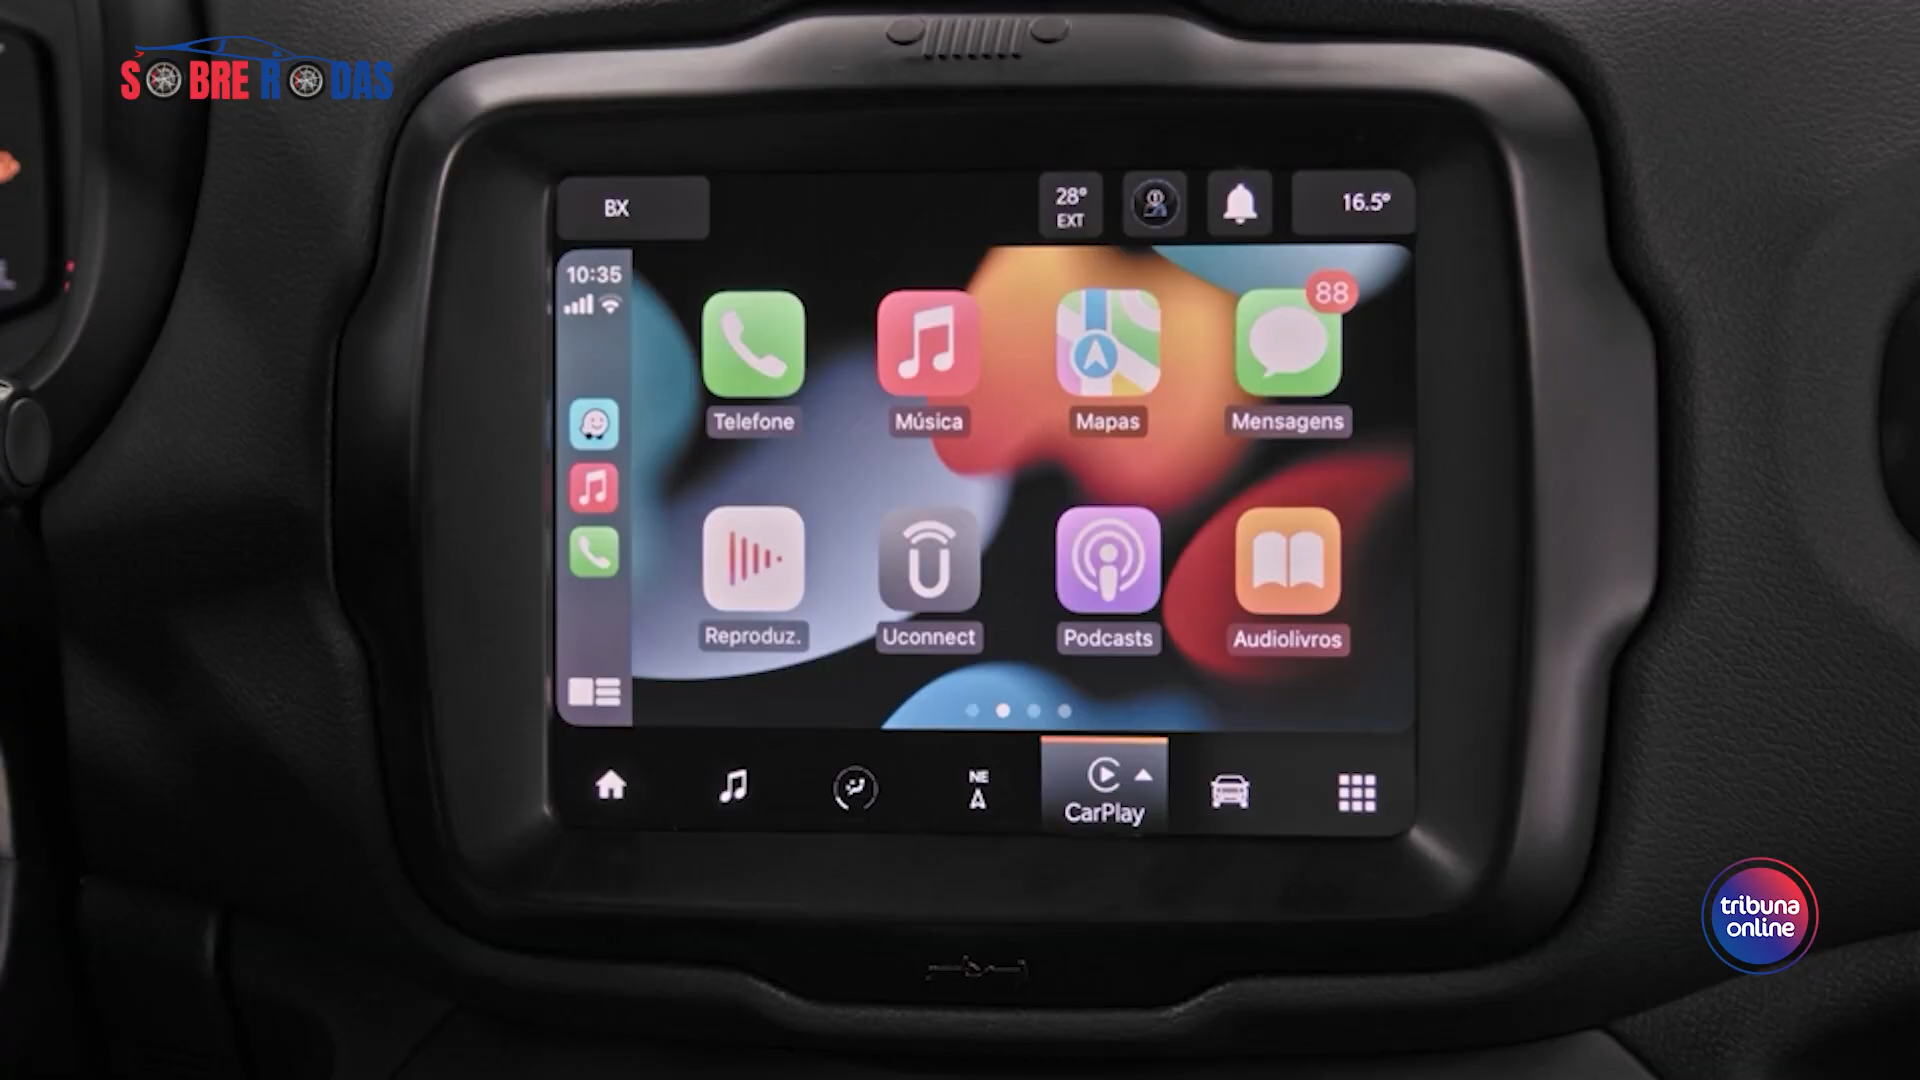 SOBRE RODAS
BX
28°
EXT
16.5°
10:35
88
Telefone
Música
Mapas
Mensagens
Reproduz.
Uconnect
Podcasts
Audiolivros
NE
CarPlay
tribuna
online